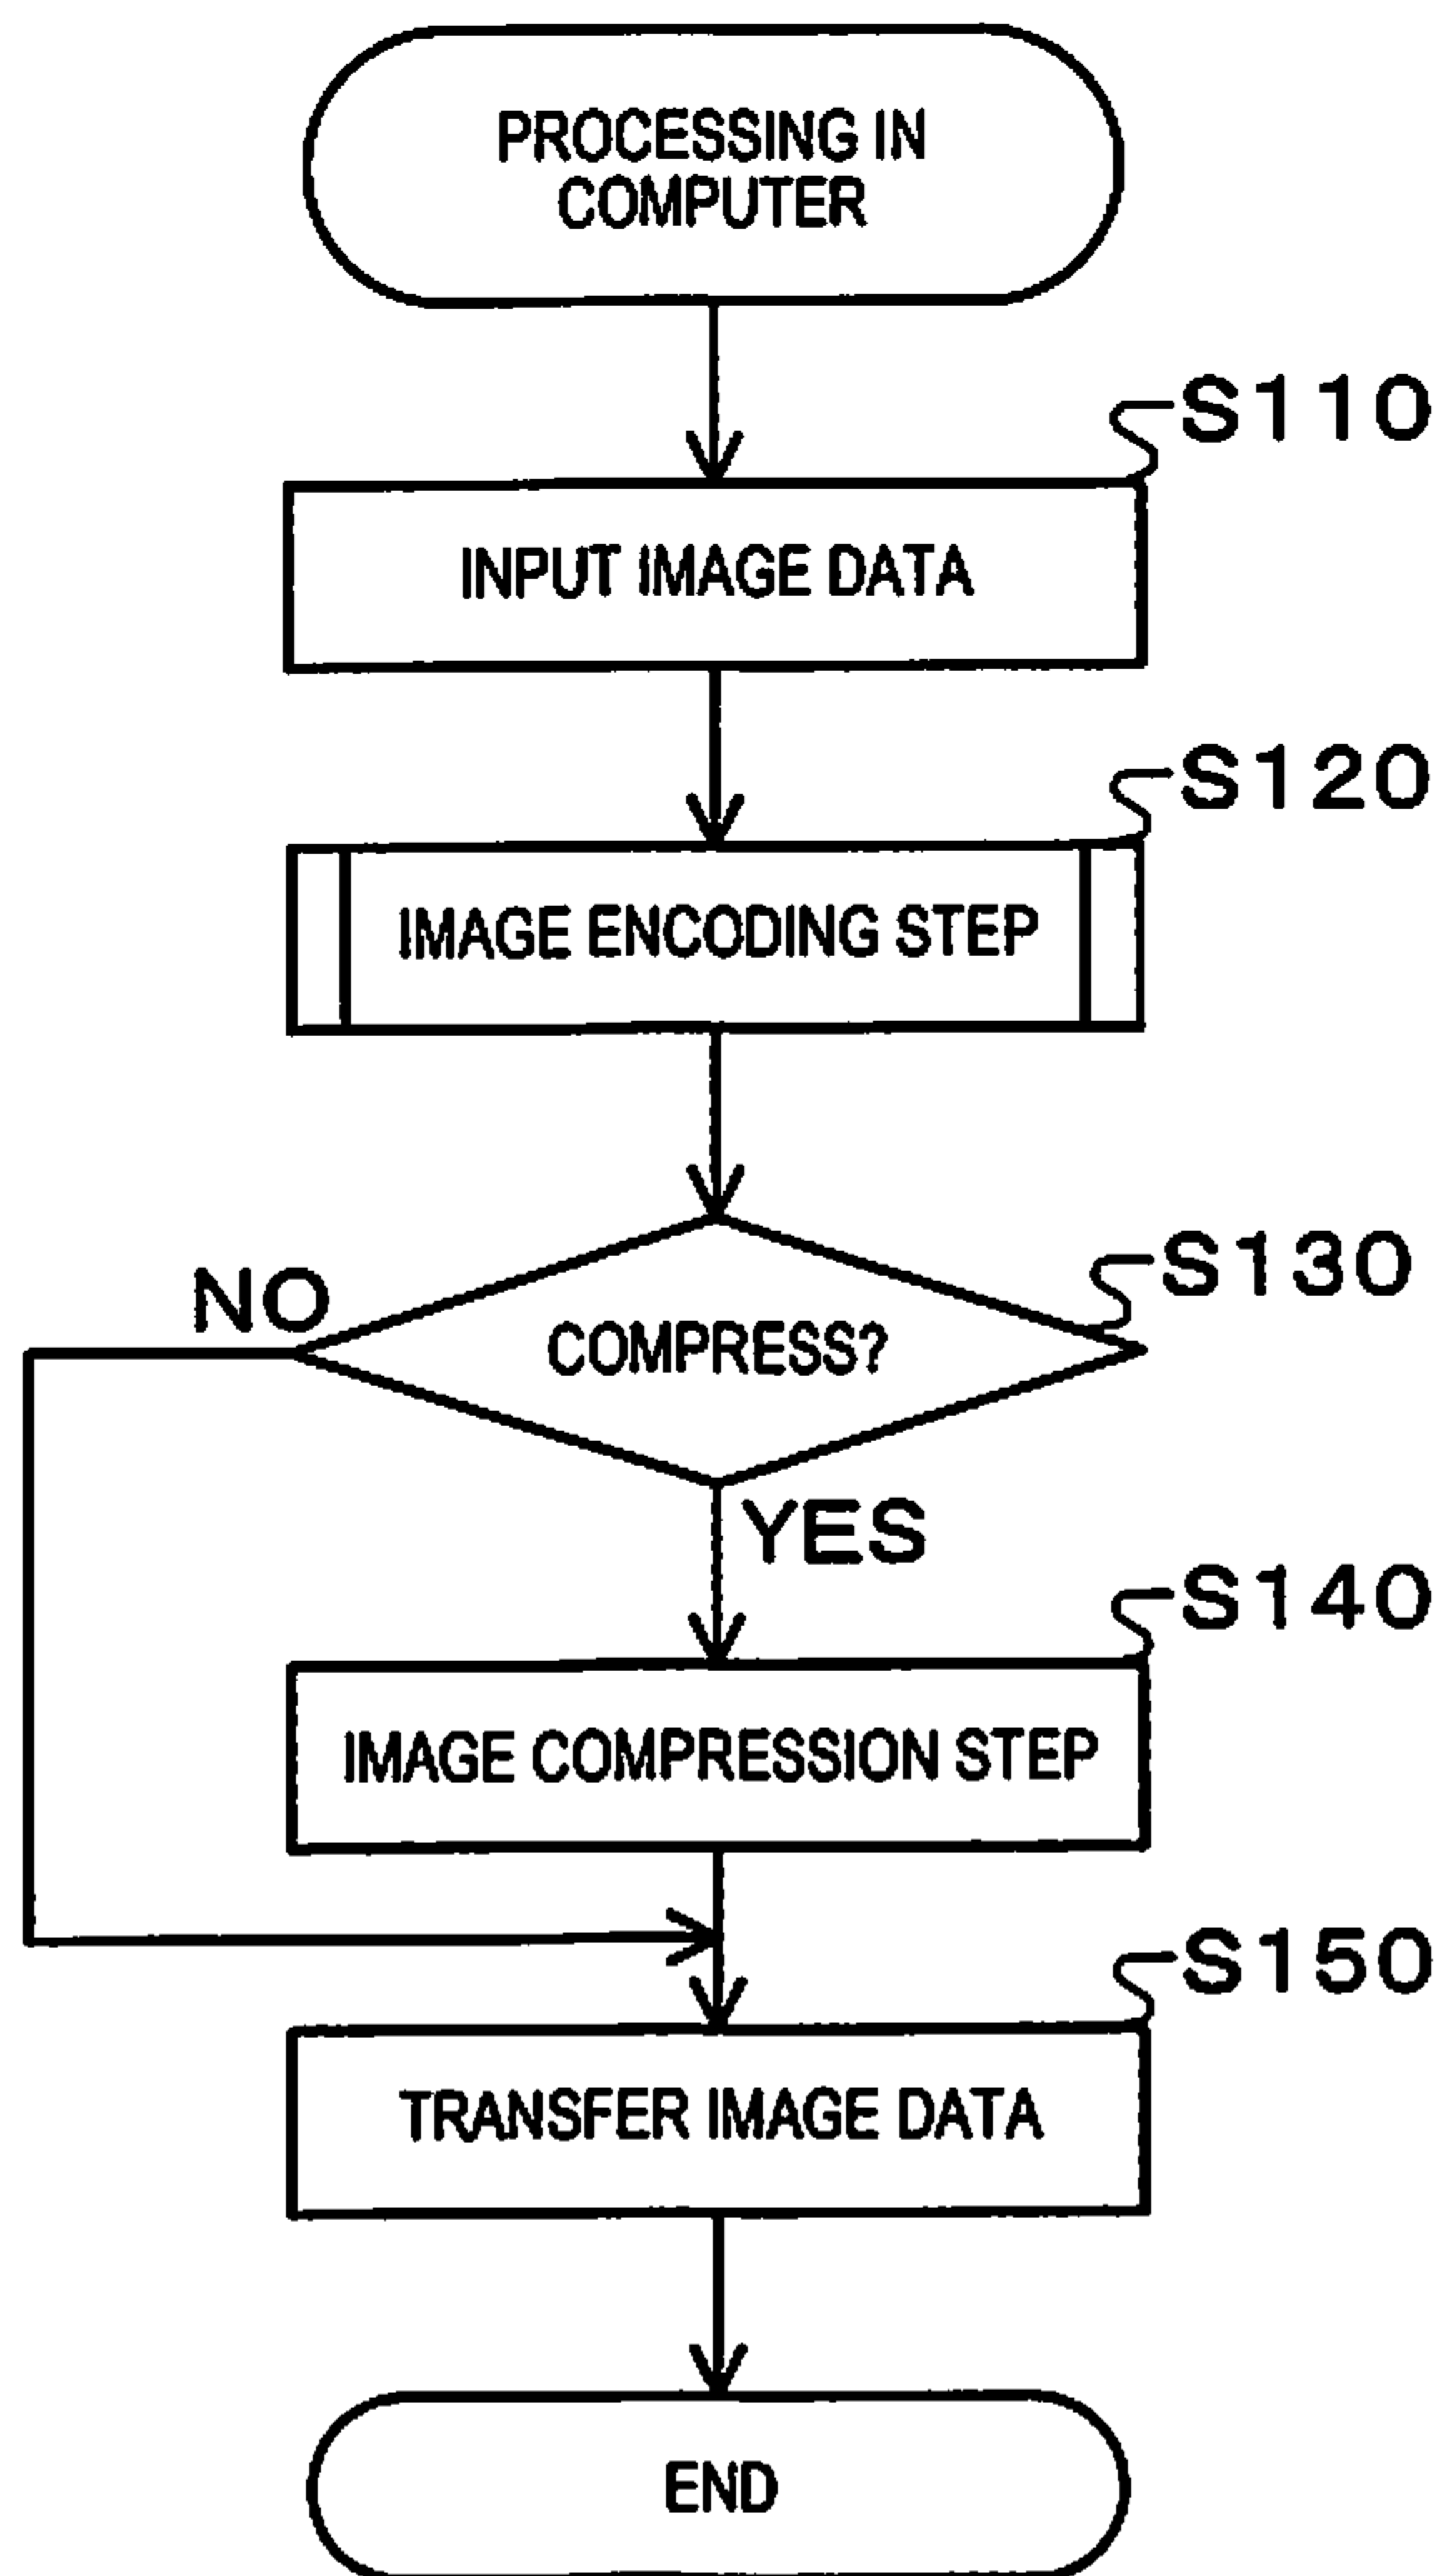 PROCESSING IN
COMPUTER
S110
INPUT IMAGE DATA
S120
IMAGE ENCODING STEP
S130
NO
COMPRESS?
YES
S140
IMAGE COMPRESSION STEP
S150
TRANSFER IMAGE DATA
END